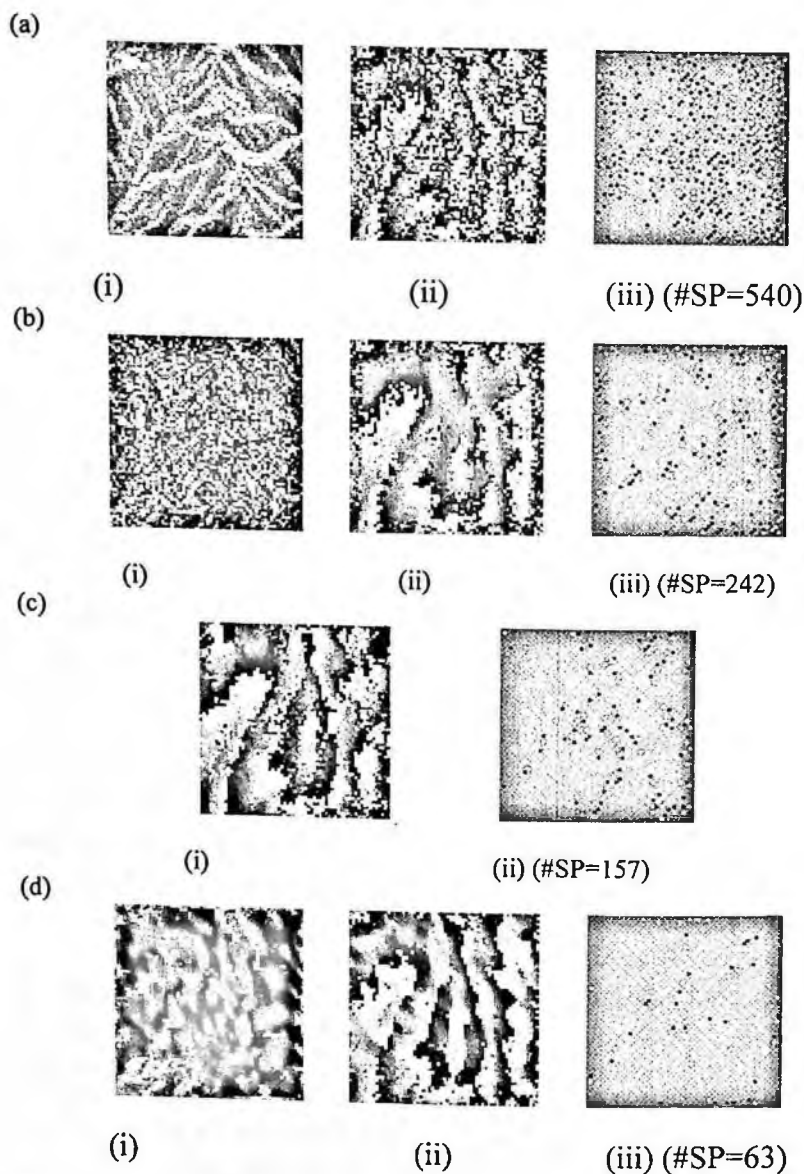 (a)
(i) (ii) (iii) (#SP=540)
(b)
(i) (ii) (iii) (#SP=242)
(c)
(i) (ii) (#SP=157)
(d)
(i) (ii) (iii) (#SP=63)